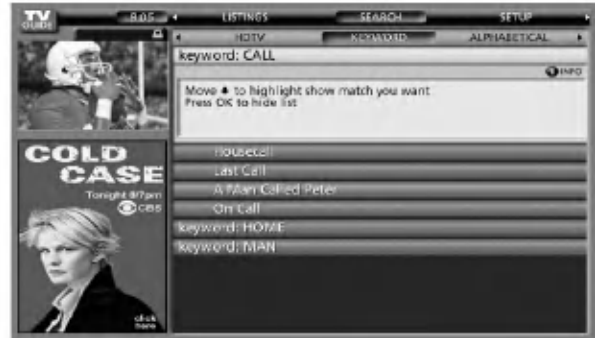 TV
GUIDE
8:05
LISTINGS
SEARCH
SETUP
HDTV
KEYWORD
ALPHABETICAL
keyword: CALL
INFO
Move to highlight show match you want
Press OK to hide list
Housecall
Last Call
A Man Called Peter
On Call
keyword: HOME
keyword: MAN
COLD
CASE
Tonight 8/7pm
CBS
click
here